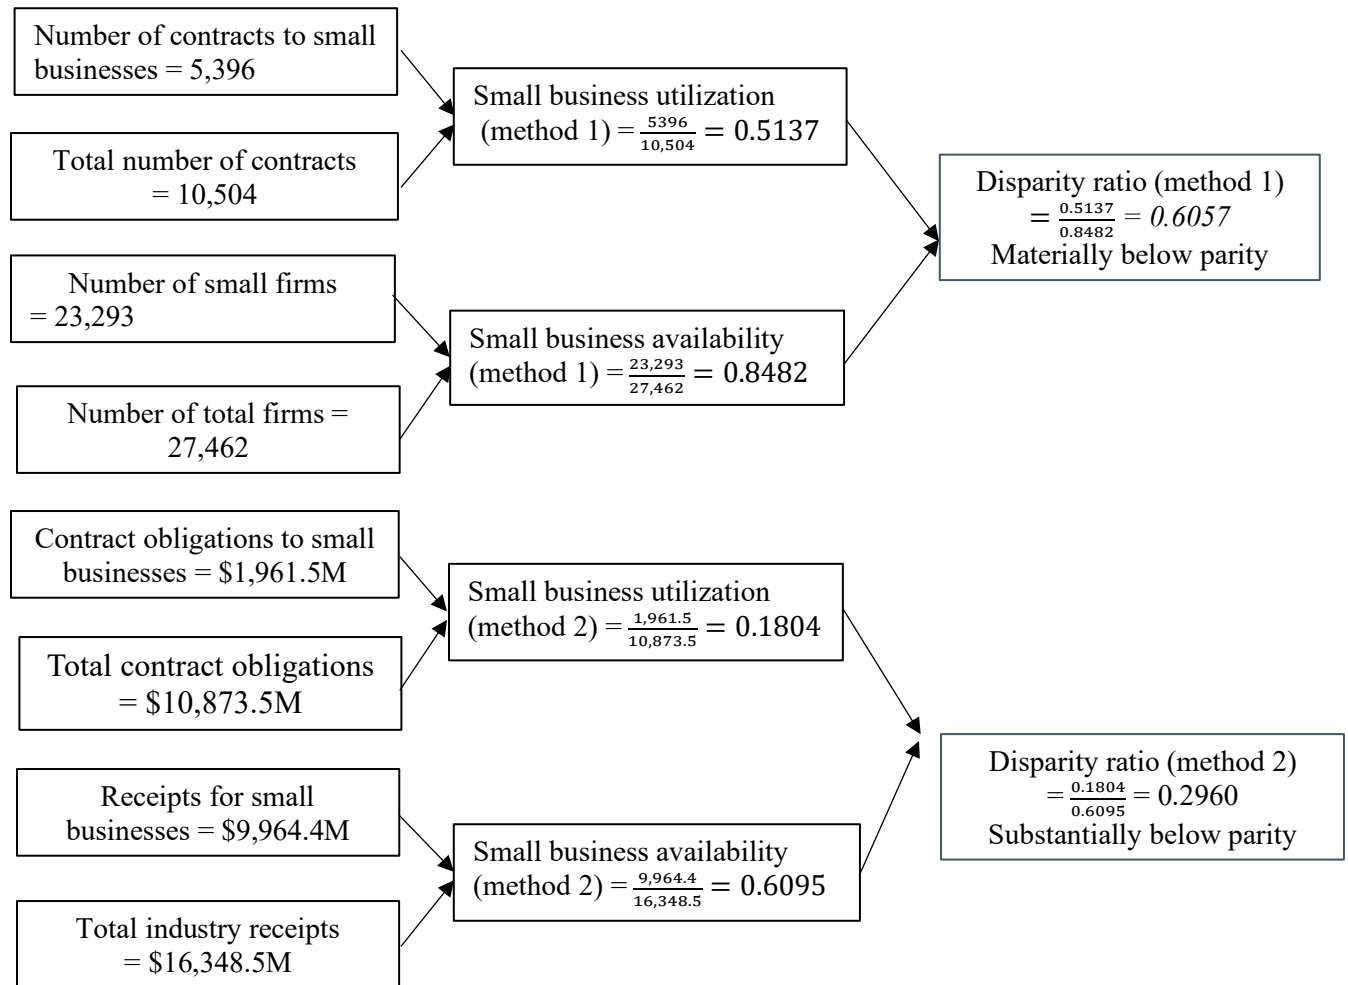 Number of contracts to small
businesses = 5,396
Total number of contracts
= 10,504
Small business utilization
(method 1) = 5396/10,504 = 0.5137
Number of small firms
= 23,293
Number of total firms =
27,462
Small business availability
(method 1) = 23,293/27,462 = 0.8482
Disparity ratio (method 1)
= 0.5137/0.8482 = 0.6057
Materially below parity
Contract obligations to small
businesses = $1,961.5M
Total contract obligations
= $10,873.5M
Small business utilization
(method 2) = 1,961.5/10,873.5 = 0.1804
Receipts for small
businesses = $9,964.4M
Total industry receipts
= $16,348.5M
Small business availability
(method 2) = 9,964.4/16,348.5 = 0.6095
Disparity ratio (method 2)
= 0.1804/0.6095 = 0.2960
Substantially below parity